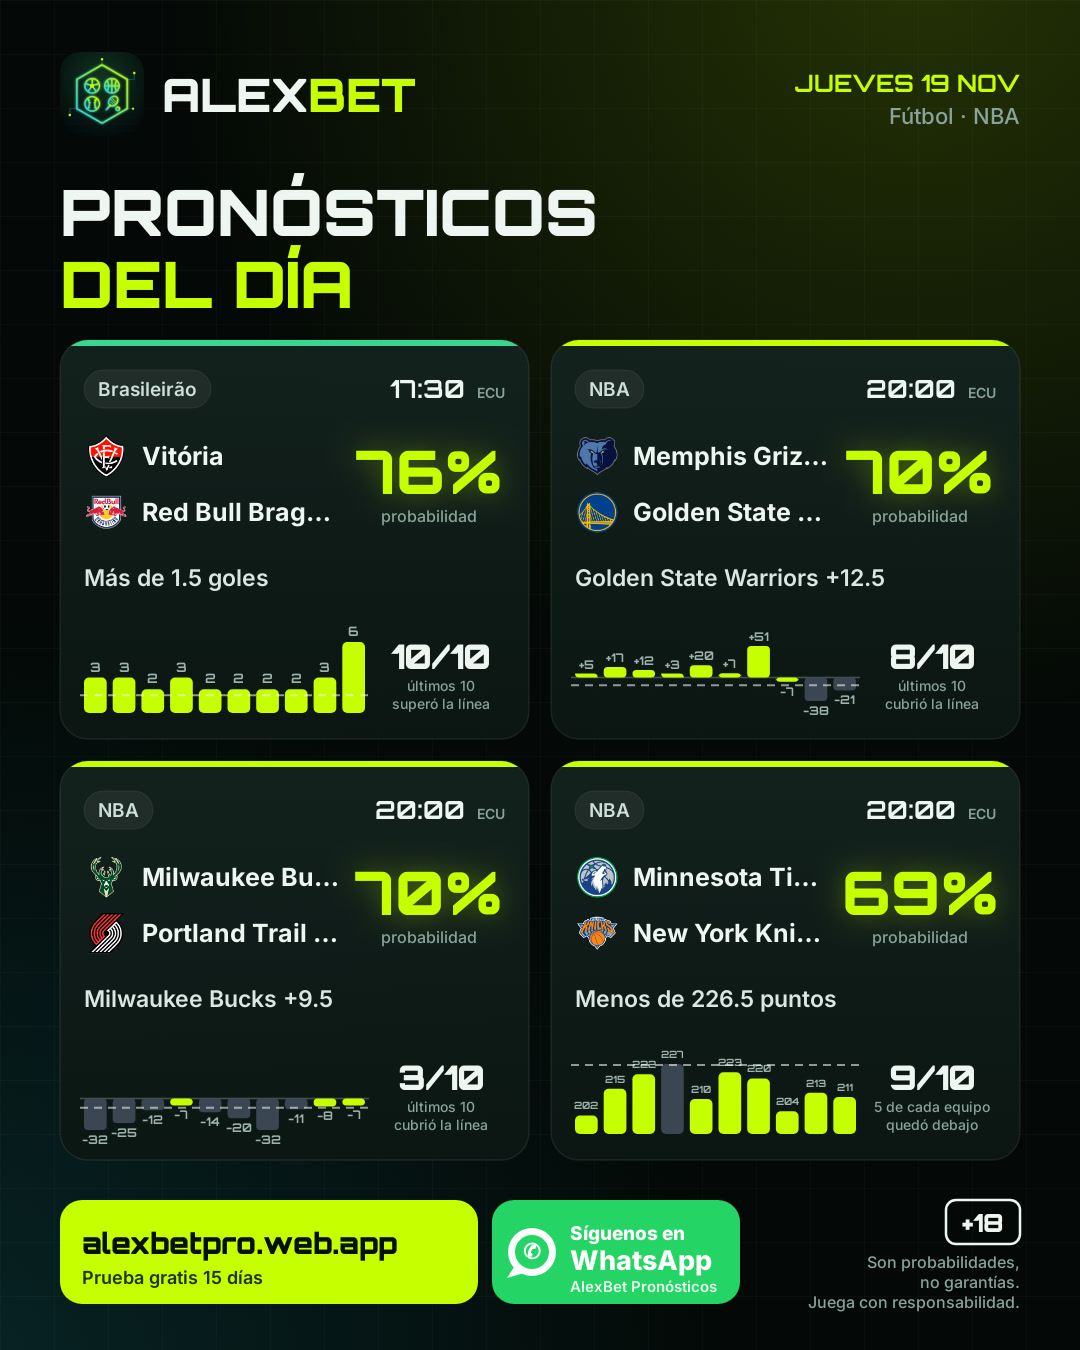 ALEXBET
JUEVES 19 NOV
Fútbol · NBA
PRONÓSTICOS
DEL DÍA
Brasileirão
17:30 ECU
Vitória
Red Bull Brag...
76%
probabilidad
Más de 1.5 goles
3 3 2 3 2 2 2 2 3 6
10/10
últimos 10
superó la línea
NBA
20:00 ECU
Memphis Griz...
Golden State ...
70%
probabilidad
Golden State Warriors +12.5
+5 +17 +12 +3 +20 +7 +51 -7 -38 -21
8/10
últimos 10
cubrió la línea
NBA
20:00 ECU
Milwaukee Bu...
Portland Trail ...
70%
probabilidad
Milwaukee Bucks +9.5
-32 -25 -12 -7 -14 -20 -32 -11 -8 -7
3/10
últimos 10
cubrió la línea
NBA
20:00 ECU
Minnesota Ti...
New York Kni...
69%
probabilidad
Menos de 226.5 puntos
202 215 222 227 210 223 220 204 213 211
9/10
5 de cada equipo
quedó debajo
alexbetpro.web.app
Prueba gratis 15 días
Síguenos en
WhatsApp
AlexBet Pronósticos
+18
Son probabilidades,
no garantías.
Juega con responsabilidad.